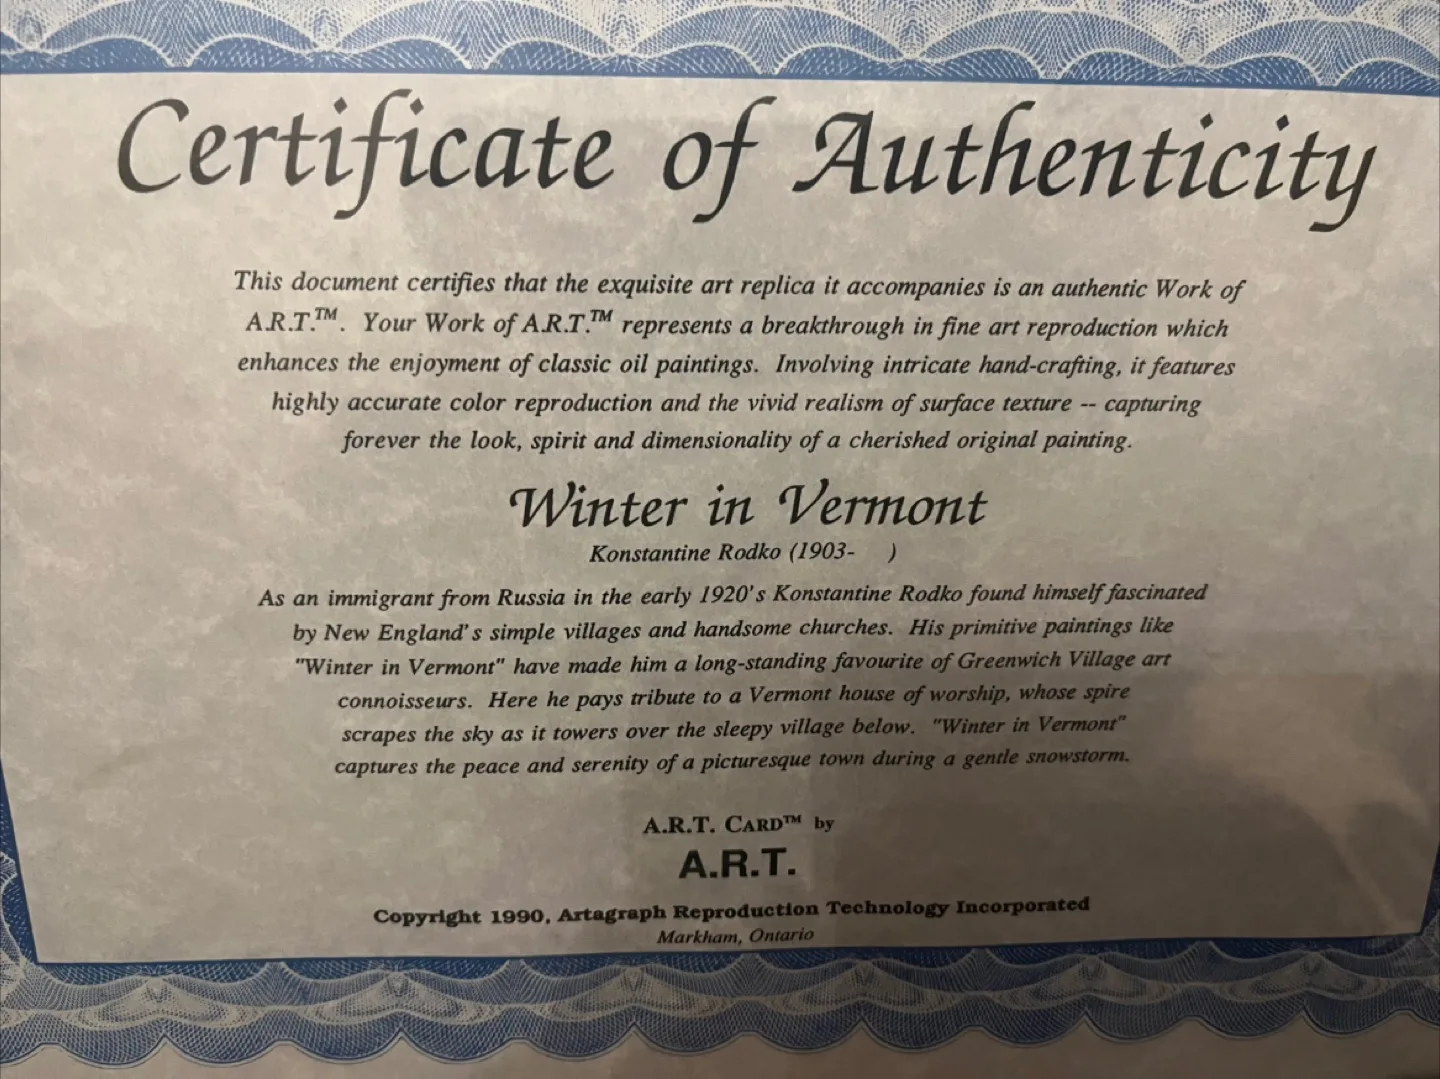 Certificate of Authenticity
This document certifies that the exquisite art replica it accompanies is an authentic Work of
A.R.T.™. Your Work of A.R.T.™ represents a breakthrough in fine art reproduction which
enhances the enjoyment of classic oil paintings. Involving intricate hand-crafting, it features
highly accurate color reproduction and the vivid realism of surface texture -- capturing
forever the look, spirit and dimensionality of a cherished original painting.
Winter in Vermont
Konstantine Rodko (1903- )
As an immigrant from Russia in the early 1920's Konstantine Rodko found himself fascinated
by New England's simple villages and handsome churches. His primitive paintings like
"Winter in Vermont" have made him a long-standing favourite of Greenwich Village art
connoisseurs. Here he pays tribute to a Vermont house of worship, whose spire
scrapes the sky as it towers over the sleepy village below. "Winter in Vermont"
captures the peace and serenity of a picturesque town during a gentle snowstorm.
A.R.T. CARD™ by
A.R.T.
Copyright 1990, Artagraph Reproduction Technology Incorporated
Markham, Ontario